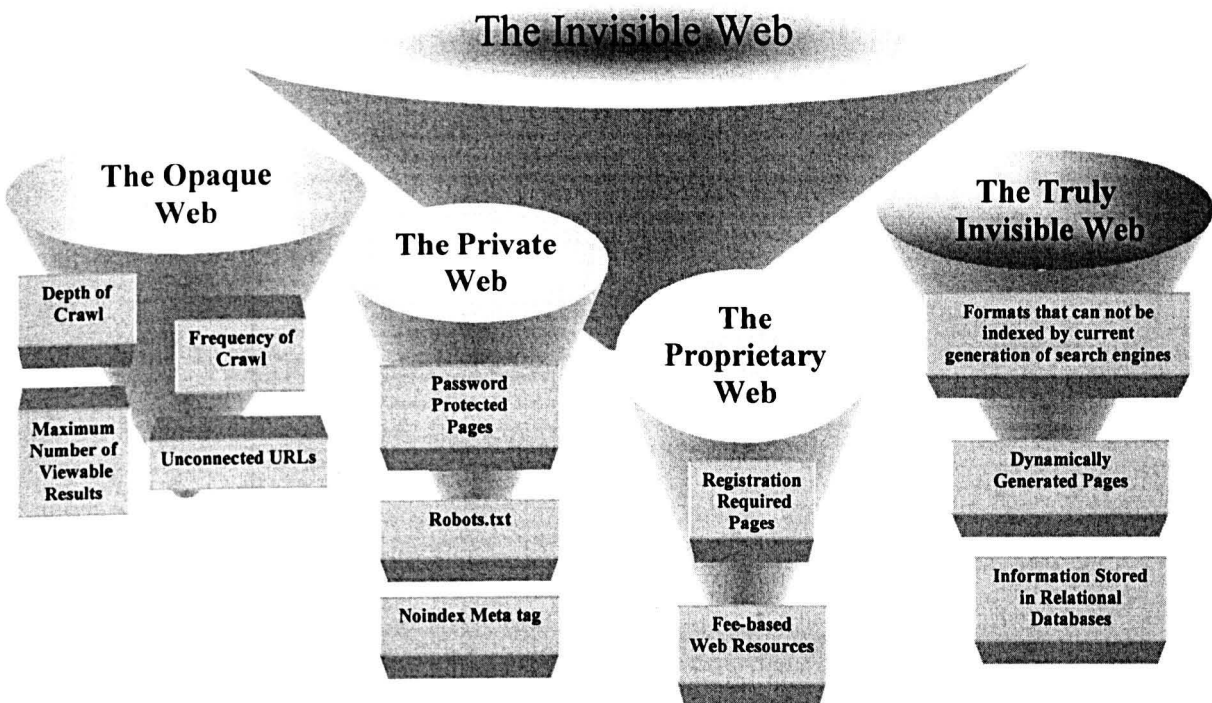 The Invisible Web
The Opaque
Web
Depth of
Crawl
Frequency of
Crawl
Maximum
Number of
Viewable
Results
Unconnected URLs
The Private
Web
Password
Protected
Pages
Robots.txt
Noindex Meta tag
The
Proprietary
Web
Registration
Required
Pages
Fee-based
Web Resources
The Truly
Invisible Web
Formats that can not be
indexed by current
generation of search engines
Dynamically
Generated Pages
Information Stored
in Relational
Databases